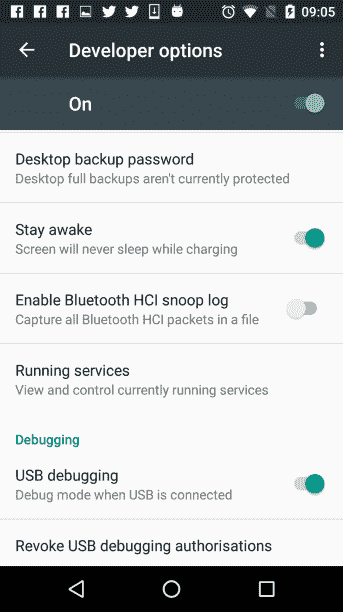 09:05
Developer options
On
Desktop backup password
Desktop full backups aren't currently protected
Stay awake
Screen will never sleep while charging
Enable Bluetooth HCI snoop log
Capture all Bluetooth HCI packets in a file
Running services
View and control currently running services
Debugging
USB debugging
Debug mode when USB is connected
Revoke USB debugging authorisations